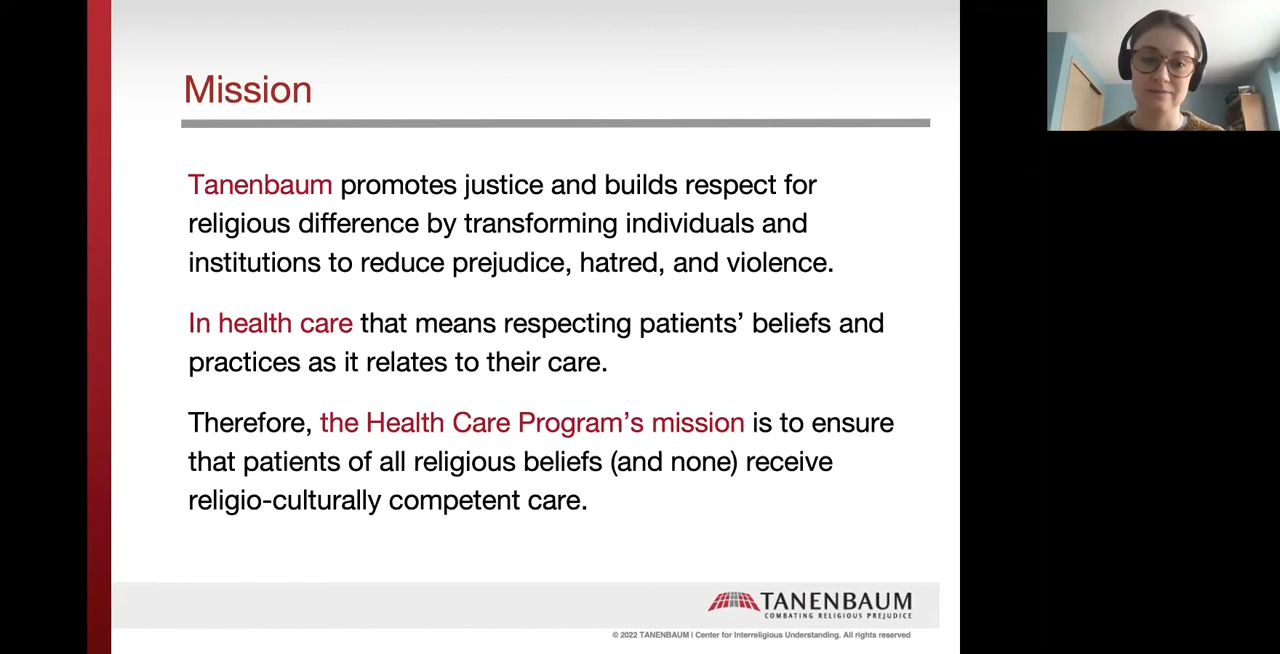 Mission
Tanenbaum promotes justice and builds respect for
religious difference by transforming individuals and
institutions to reduce prejudice, hatred, and violence.
In health care that means respecting patients’ beliefs and
practices as it relates to their care.
Therefore, the Health Care Program’s mission is to ensure
that patients of all religious beliefs (and none) receive
religio-culturally competent care.
TANENBAUM
COMBATING RELIGIOUS PREJUDICE
© 2022 TANENBAUM | Center for Interreligious Understanding. All rights reserved